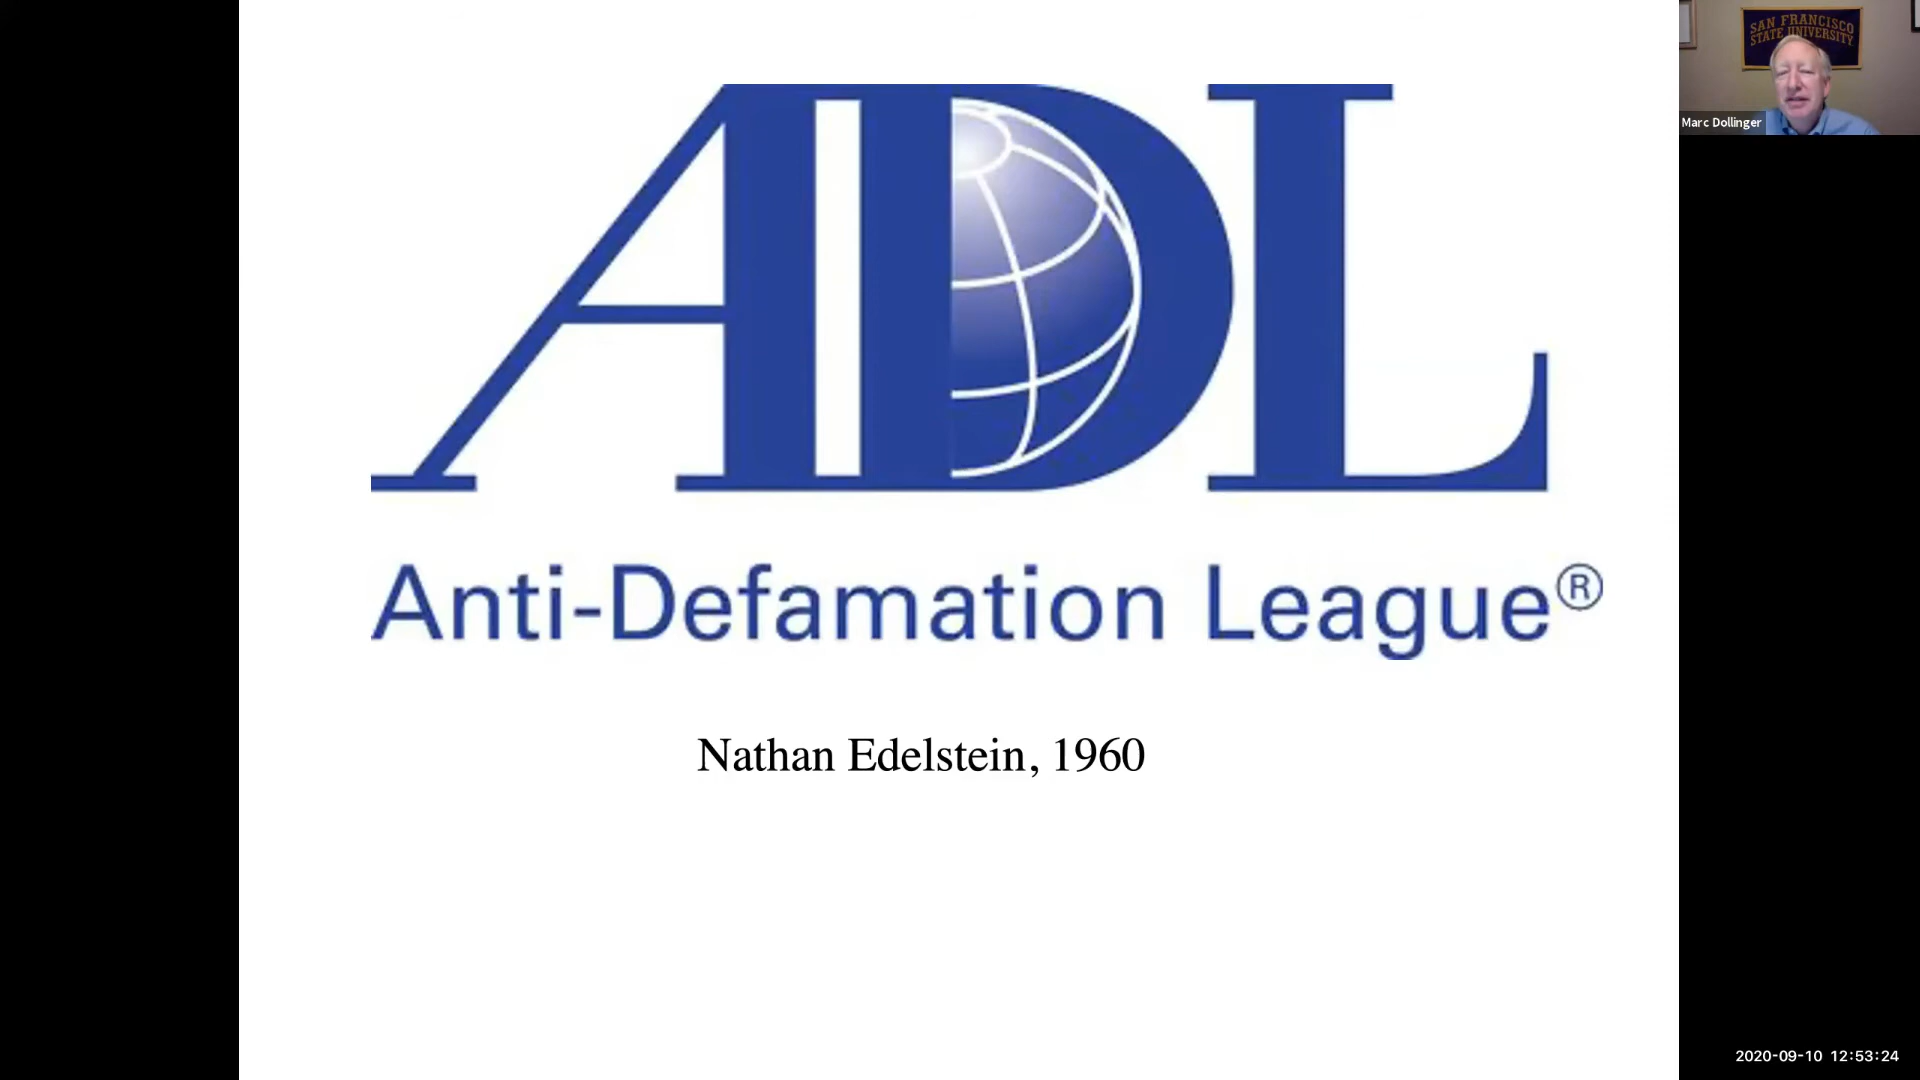 SAN FRANCISCO
STATE UNIVERSITY
Marc Dollinger
ADL
Anti-Defamation League®
Nathan Edelstein, 1960
2020-09-10 12:53:24